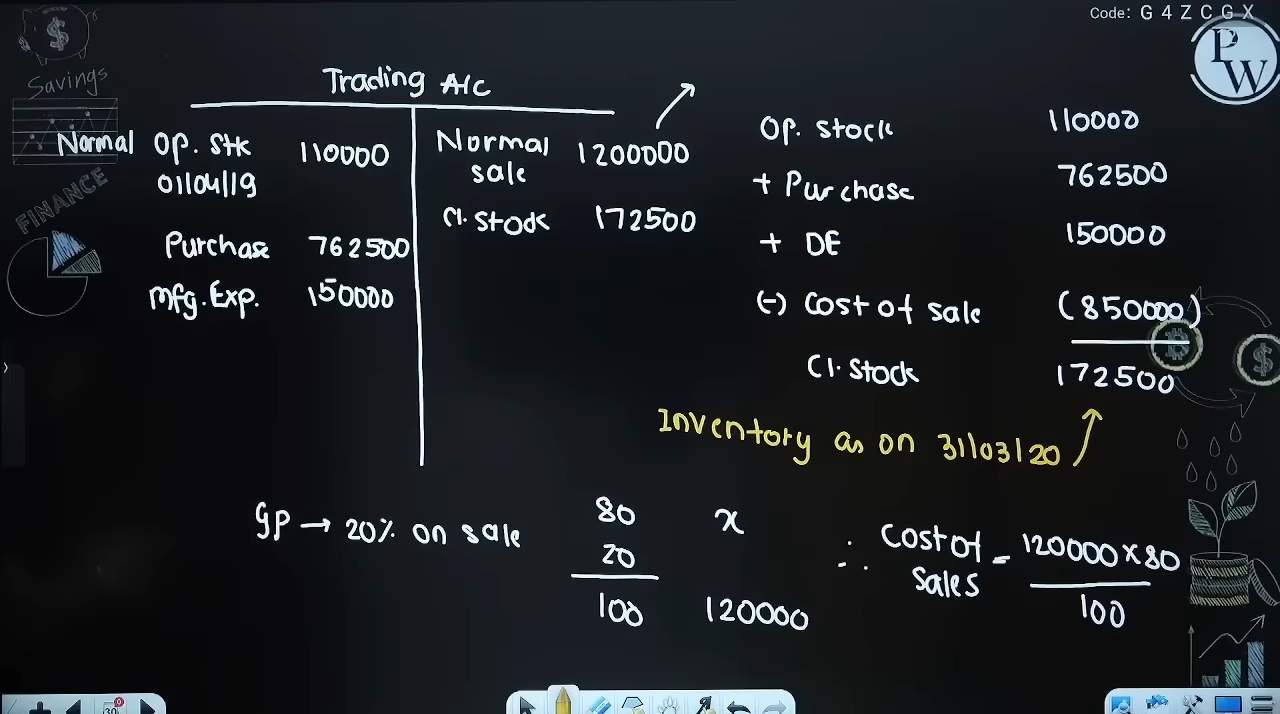 Code: G 4 Z C G X
PW
Savings
FINANCE
Trading A/C
Normal Op. Stk 110000
01/04/19
Purchase 762500
Mfg. Exp. 150000
Normal sale 1200000
Cl. Stock 172500
Op. Stock 110000
+ Purchase 762500
+ DE 150000
(-) Cost of sale (850000)
Cl. Stock 172500
Inventory as on 31/03/20
GP → 20% on sale
80 x
20
100 120000
∴ Cost of Sales = 120000 × 80
100